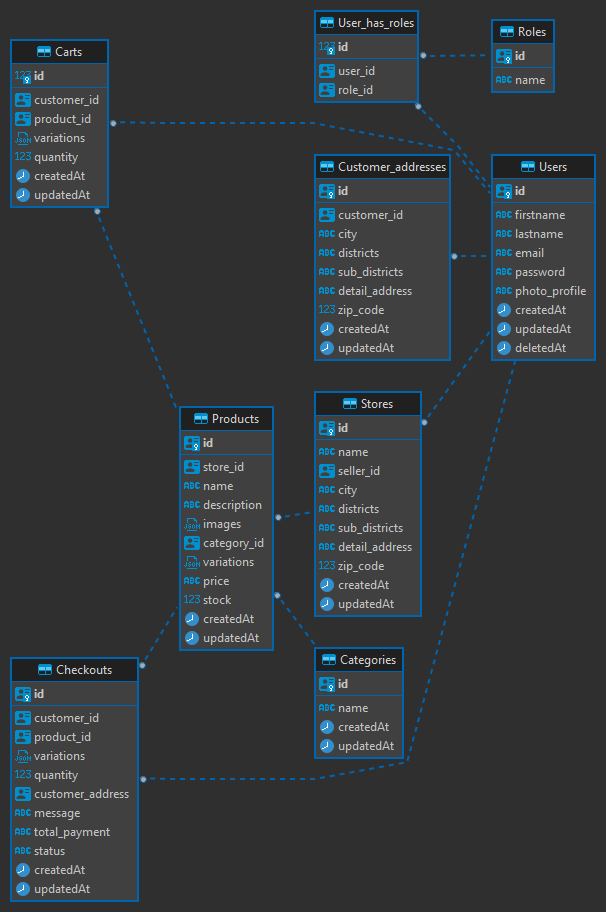 Carts
123 id
customer_id
product_id
JSON variations
123 quantity
createdAt
updatedAt
User_has_roles
123 id
user_id
role_id
Roles
id
ABC name
Customer_addresses
id
customer_id
ABC city
ABC districts
ABC sub_districts
ABC detail_address
123 zip_code
createdAt
updatedAt
Users
id
ABC firstname
ABC lastname
ABC email
ABC password
ABC photo_profile
createdAt
updatedAt
deletedAt
Products
id
store_id
ABC name
ABC description
JSON images
category_id
JSON variations
ABC price
123 stock
createdAt
updatedAt
Stores
id
ABC name
seller_id
ABC city
ABC districts
ABC sub_districts
ABC detail_address
123 zip_code
createdAt
updatedAt
Checkouts
id
customer_id
product_id
JSON variations
123 quantity
customer_address
ABC message
ABC total_payment
ABC status
createdAt
updatedAt
Categories
id
ABC name
createdAt
updatedAt